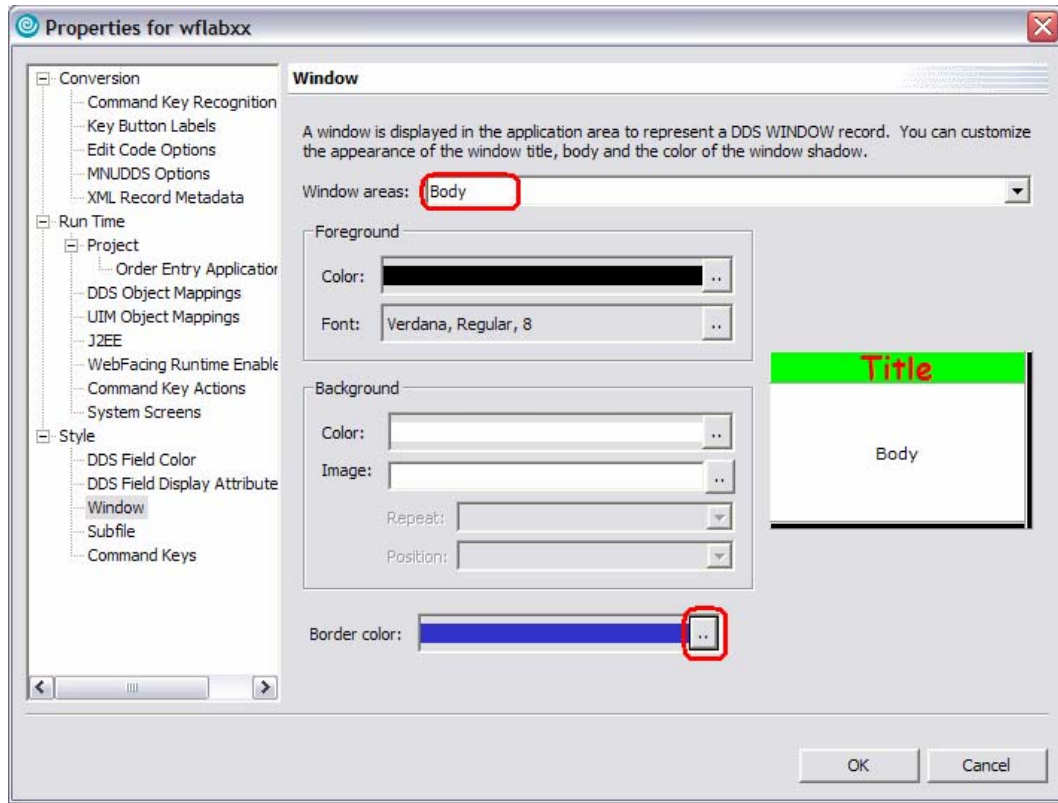 Properties for wflabxx
Conversion
Command Key Recognition
Key Button Labels
Edit Code Options
MNUDDS Options
XML Record Metadata
Run Time
Project
Order Entry Application
DDS Object Mappings
UIM Object Mappings
J2EE
WebFacing Runtime Enable
Command Key Actions
System Screens
Style
DDS Field Color
DDS Field Display Attribute
Window
Subfile
Command Keys
Window
A window is displayed in the application area to represent a DDS WINDOW record. You can customize
the appearance of the window title, body and the color of the window shadow.
Window areas: Body
Foreground
Color: ..
Font: Verdana, Regular, 8 ..
Background
Color: ..
Image: ..
Repeat:
Position:
Border color: ..
Title
Body
OK Cancel